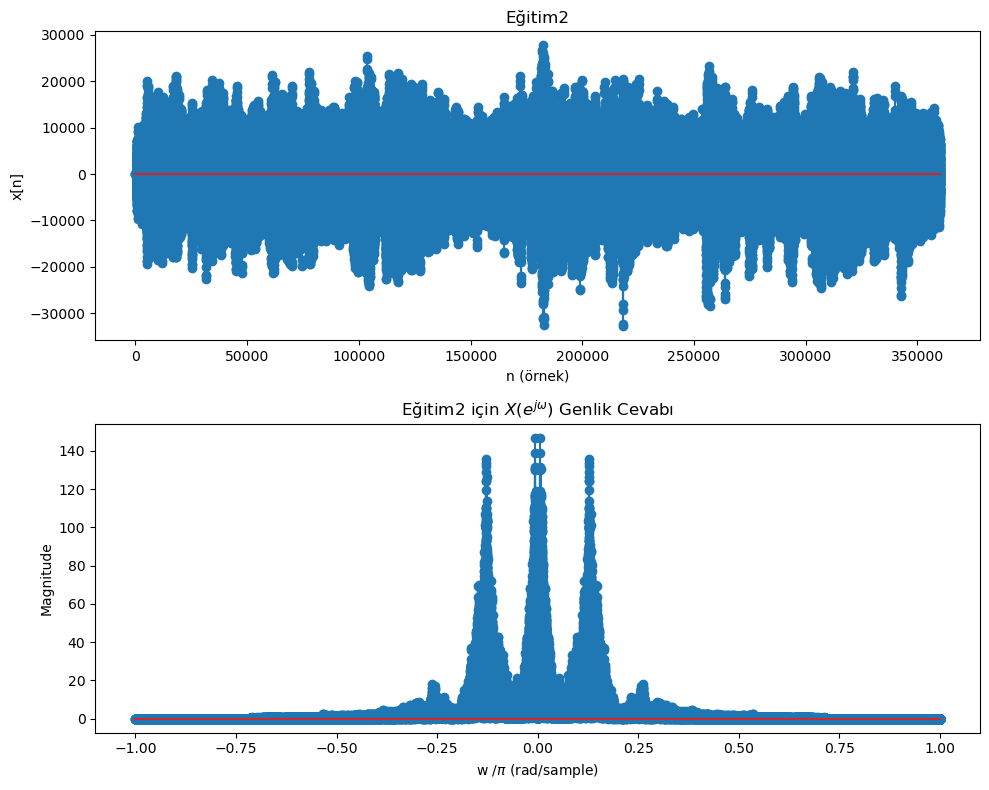 Eğitim2
30000
20000
10000
0
−10000
−20000
−30000
x[n]
0 50000 100000 150000 200000 250000 300000 350000
n (örnek)
Eğitim2 için X(e^{jω}) Genlik Cevabı
140
120
100
80
60
40
20
0
Magnitude
−1.00 −0.75 −0.50 −0.25 0.00 0.25 0.50 0.75 1.00
w /π (rad/sample)